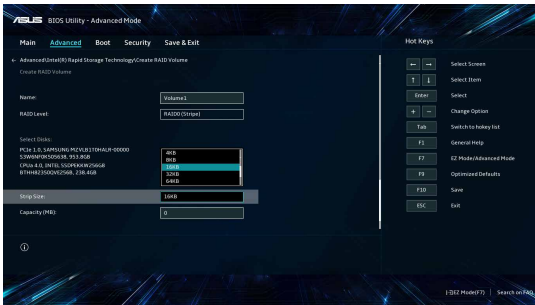 ASUS BIOS Utility - Advanced Mode
Main Advanced Boot Security Save & Exit
Hot Keys
← Advanced\Intel(R) Rapid Storage Technology\Create RAID Volume
Create RAID Volume
Name: Volume1
RAID Level: RAID0 (Stripe)
Select Disks:
PCIe 1.0, SAMSUNG MZVLB1T0HALR-00000
S3W6NF0K505638, 953.8GB
CPUa 4.0, INTEL SSDPEKKW256G8
BTHH82350QVE256B, 238.4GB
4KB
8KB
16KB
32KB
64KB
Strip Size: 16KB
Capacity (MB): 0
← → Select Screen
↑ ↓ Select Item
Enter Select
+ − Change Option
Tab Switch to hokey list
F1 General Help
F7 EZ Mode/Advanced Mode
F9 Optimized Defaults
F10 Save
ESC Exit
EZ Mode(F7) | Search on FAQ